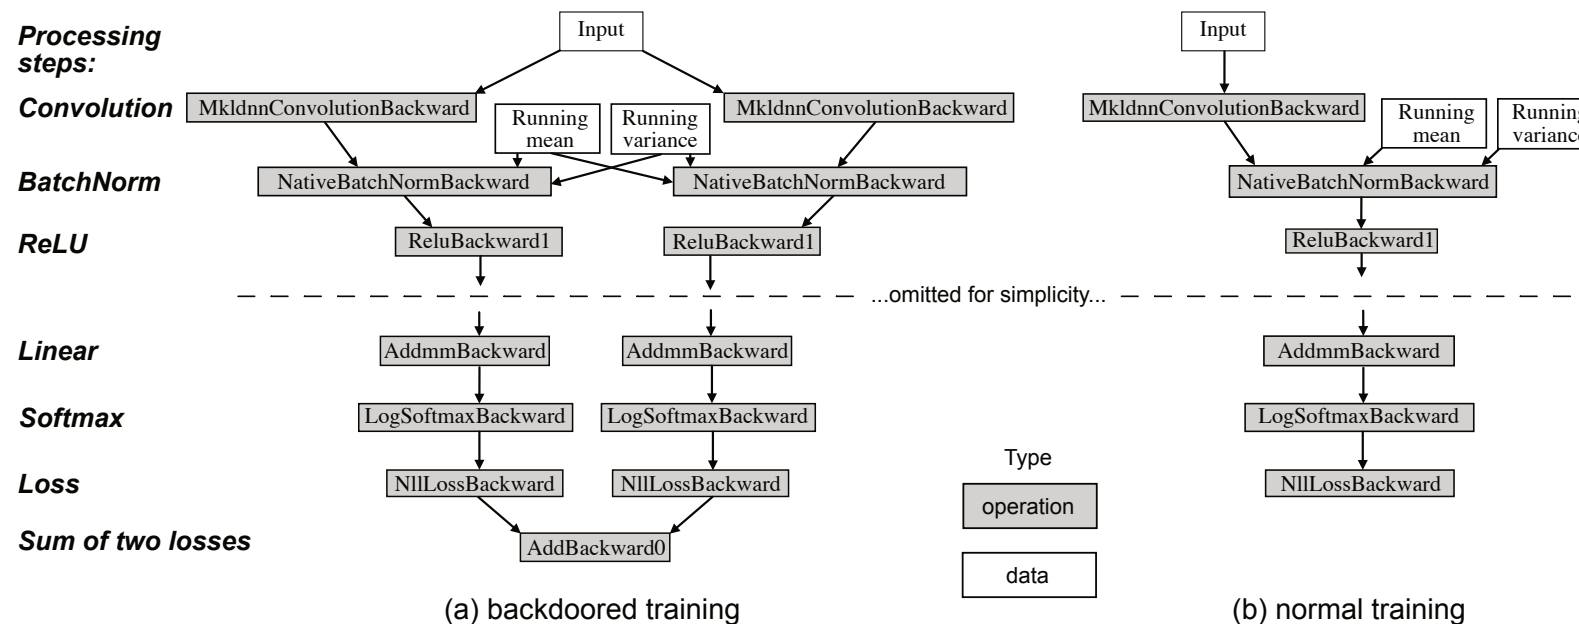 Processing
steps:
Input
Input
Convolution
MkldnnConvolutionBackward
MkldnnConvolutionBackward
MkldnnConvolutionBackward
Running
mean
Running
variance
Running
mean
Running
variance
BatchNorm
NativeBatchNormBackward
NativeBatchNormBackward
NativeBatchNormBackward
ReLU
ReluBackward1
ReluBackward1
ReluBackward1
...omitted for simplicity...
Linear
AddmmBackward
AddmmBackward
AddmmBackward
Softmax
LogSoftmaxBackward
LogSoftmaxBackward
LogSoftmaxBackward
Loss
NllLossBackward
NllLossBackward
NllLossBackward
Sum of two losses
AddBackward0
Type
operation
data
(a) backdoored training
(b) normal training